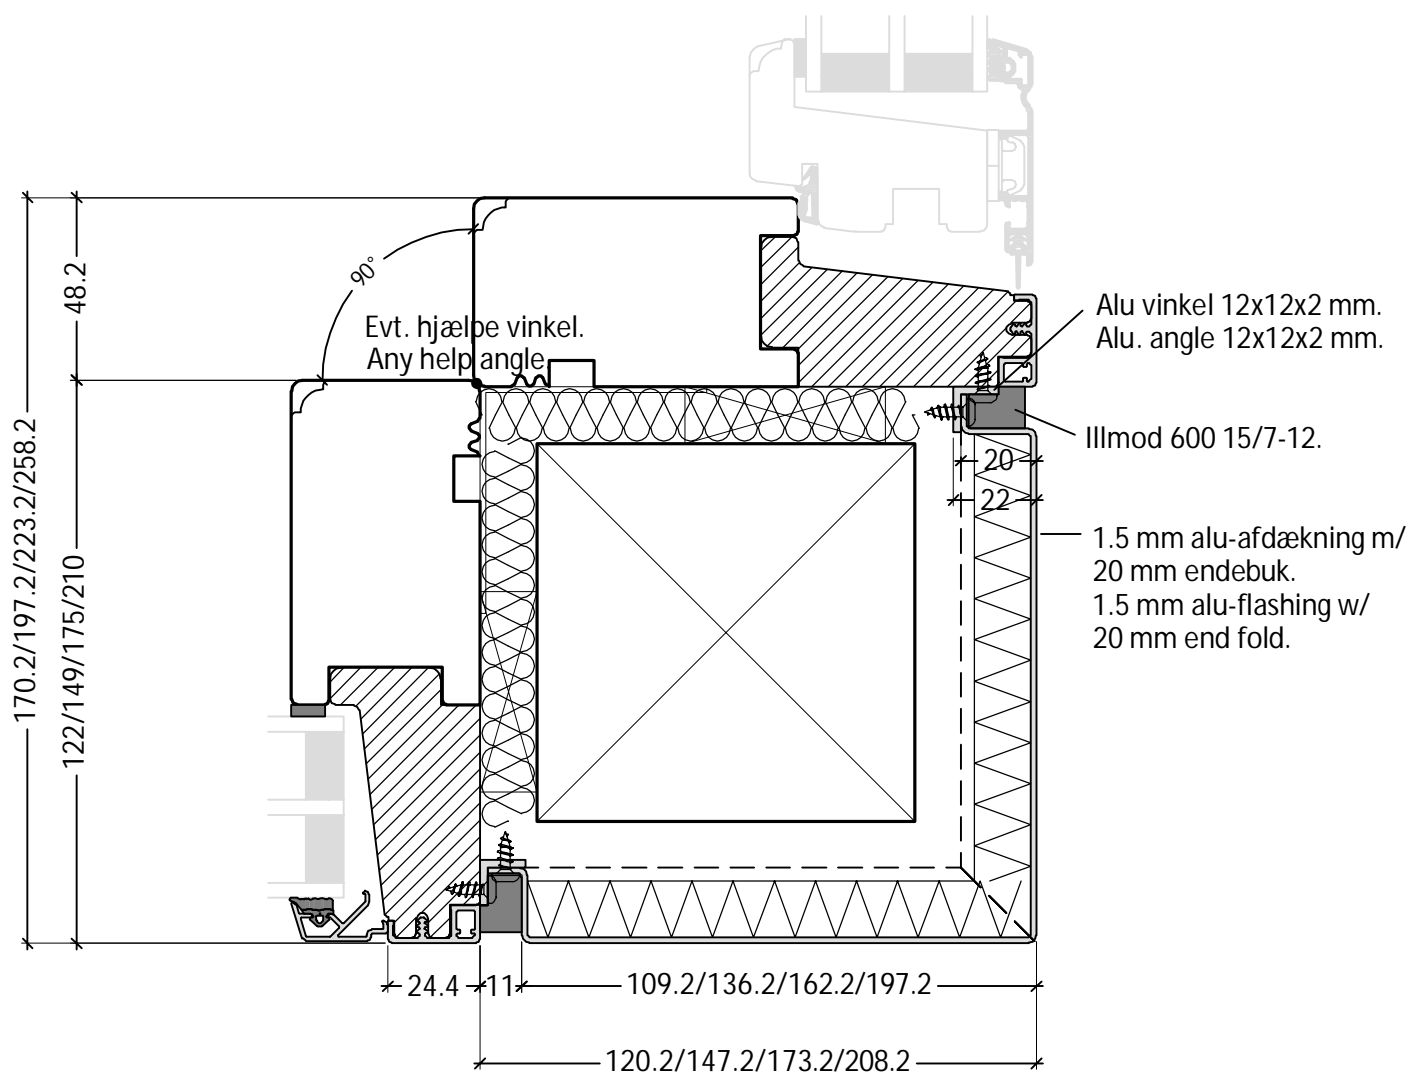 48.2
90°
Evt. hjælpe vinkel.
Any help angle.
Alu vinkel 12x12x2 mm.
Alu. angle 12x12x2 mm.
Illmod 600 15/7-12.
20
22
1.5 mm alu-afdækning m/
20 mm endebuk.
1.5 mm alu-flashing w/
20 mm end fold.
170.2/197.2/223.2/258.2
122/149/175/210
24.4
11
109.2/136.2/162.2/197.2
120.2/147.2/173.2/208.2